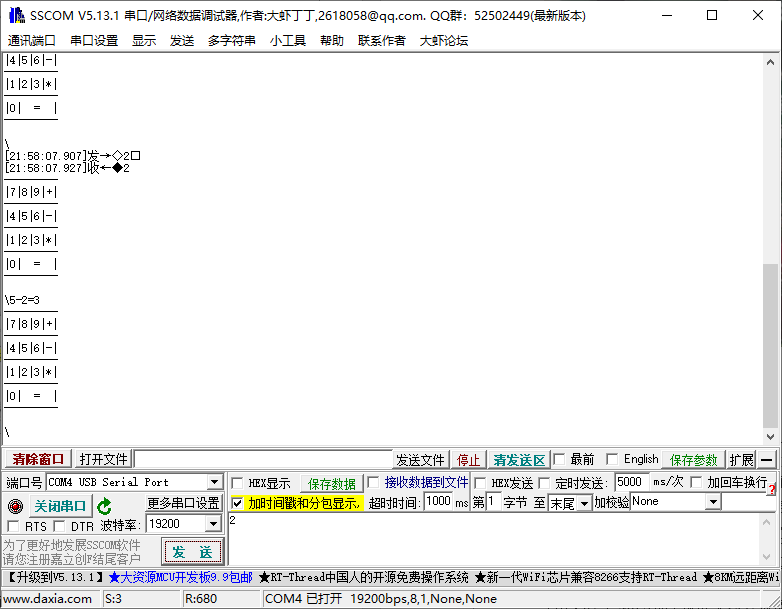 SSCOM V5.13.1 串口/网络数据调试器,作者:大虾丁丁,2618058@qq.com. QQ群: 52502449(最新版本)
通讯端口 串口设置 显示 发送 多字符串 小工具 帮助 联系作者 大虾论坛
|4|5|6|-|
|1|2|3|*|
|0|  =  |
\
[21:58:07.907]发→◇2□
[21:58:07.927]收←◆2
|7|8|9|+|
|4|5|6|-|
|1|2|3|*|
|0|  =  |
\5-2=3
|7|8|9|+|
|4|5|6|-|
|1|2|3|*|
|0|  =  |
\
清除窗口 打开文件 发送文件 停止 清发送区 最前 English 保存参数 扩展 —
端口号 COM4 USB Serial Port HEX显示 保存数据 接收数据到文件 HEX发送 定时发送: 5000 ms/次 加回车换行
关闭串口 更多串口设置 加时间戳和分包显示, 超时时间: 1000 ms 第1 字节 至 末尾 加校验 None
RTS DTR 波特率: 19200 2
为了更好地发展SSCOM软件
请您注册嘉立创F结尾客户 发 送
【升级到V5.13.1】★大资源MCU开发板9.9包邮 ★RT-Thread中国人的开源免费操作系统 ★新一代WiFi芯片兼容8266支持RT-Thread ★8KM远距离Wi
www.daxia.com S:3 R:680 COM4 已打开 19200bps,8,1,None,None